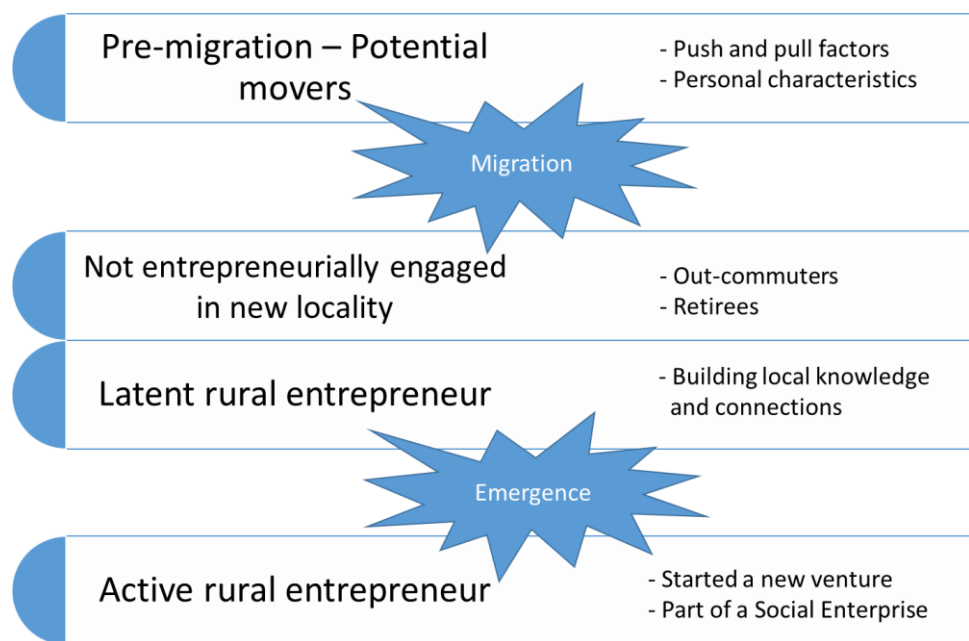 Pre-migration – Potential
movers
- Push and pull factors
- Personal characteristics
Migration
Not entrepreneurially engaged
in new locality
- Out-commuters
- Retirees
Latent rural entrepreneur
- Building local knowledge
and connections
Emergence
Active rural entrepreneur
- Started a new venture
- Part of a Social Enterprise